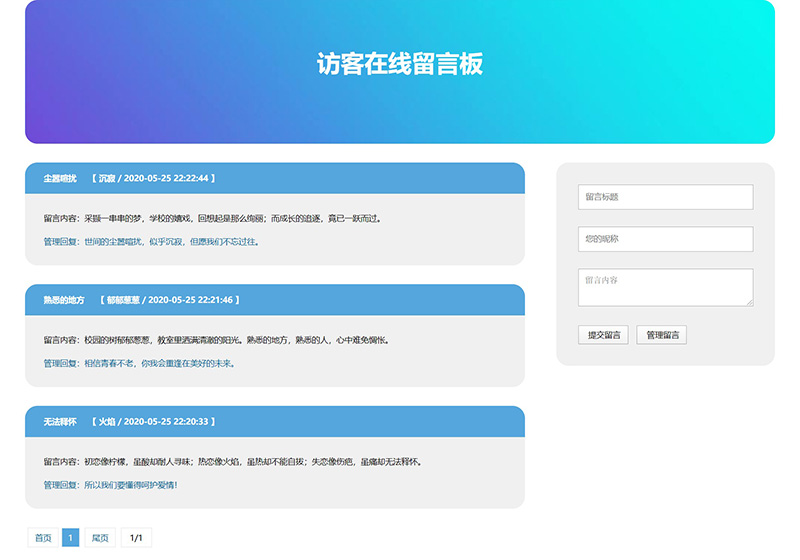 访客在线留言板
尘嚣喧扰 【 沉寂 / 2020-05-25 22:22:44 】
留言内容：采撷一串串的梦，学校的嬉戏，回想起是那么绚丽；而成长的追逐，竟已一跃而过。
管理回复：世间的尘嚣喧扰，似乎沉寂，但愿我们不忘过往。
熟悉的地方 【 郁郁葱葱 / 2020-05-25 22:21:46 】
留言内容：校园的树郁郁葱葱，教室里洒满清澈的阳光。熟悉的地方，熟悉的人，心中难免惆怅。
管理回复：相信青春不老，你我会重逢在美好的未来。
无法释怀 【 火焰 / 2020-05-25 22:20:33 】
留言内容：初恋像柠檬，虽酸却耐人寻味；热恋像火焰，虽热却不能自拔；失恋像伤疤，虽痛却无法释怀。
管理回复：所以我们要懂得呵护爱情！
首页 1 尾页 1/1
留言标题
您的昵称
留言内容
提交留言 管理留言